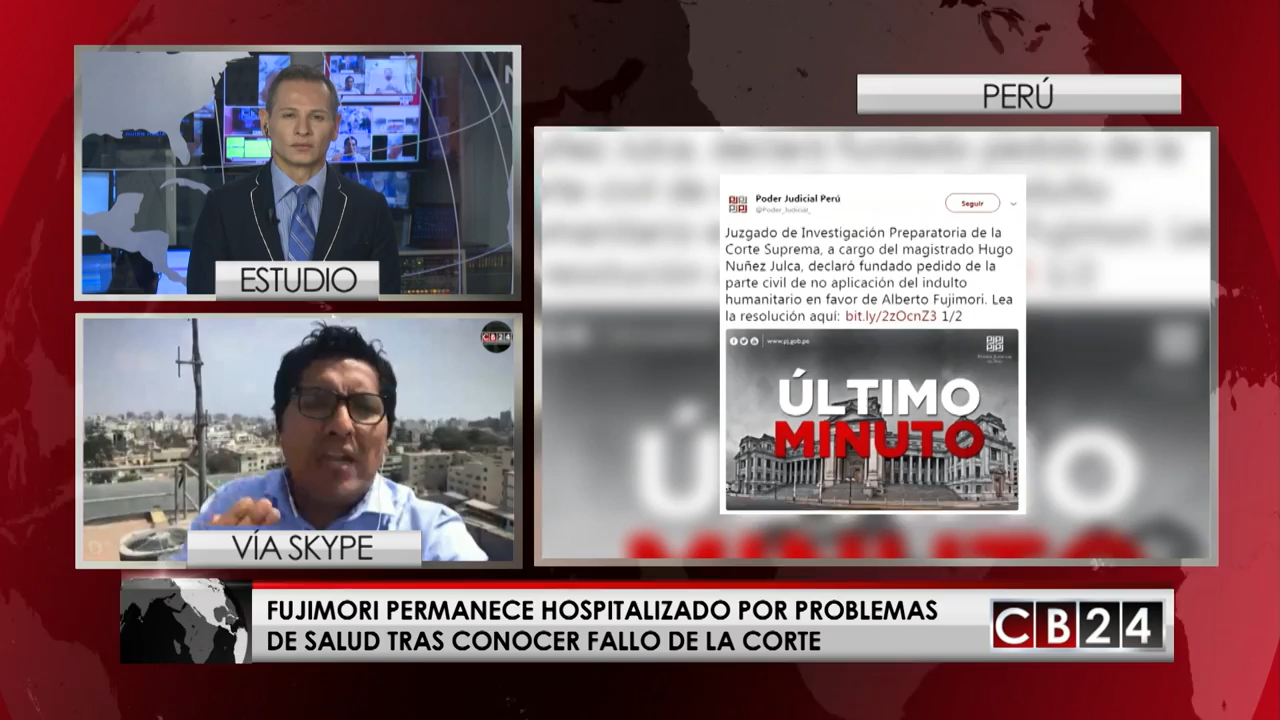 PERÚ
ESTUDIO
Poder Judicial Perú
@Poder_Judicial_
Seguir
Juzgado de Investigación Preparatoria de la
Corte Suprema, a cargo del magistrado Hugo
Nuñez Julca, declaró fundado pedido de la
parte civil de no aplicación del indulto
humanitario en favor de Alberto Fujimori. Lea
la resolución aquí: bit.ly/2zOcnZ3 1/2
www.pj.gob.pe
ÚLTIMO
MINUTO
CB24
VÍA SKYPE
FUJIMORI PERMANECE HOSPITALIZADO POR PROBLEMAS
DE SALUD TRAS CONOCER FALLO DE LA CORTE
CB24